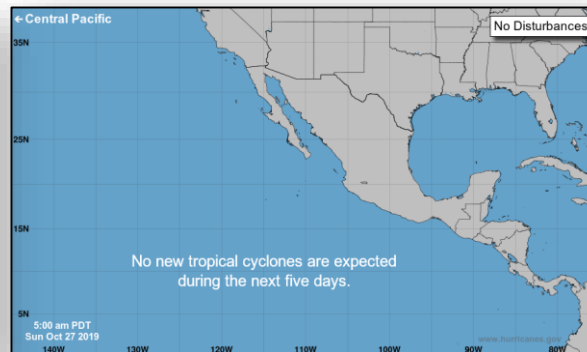 ← Central Pacific
No Disturbances
35N
25N
15N
5N
No new tropical cyclones are expected
during the next five days.
5:00 am PDT
Sun Oct 27 2019
www.hurricanes.gov
140W
130W
120W
110W
100W
90W
80W